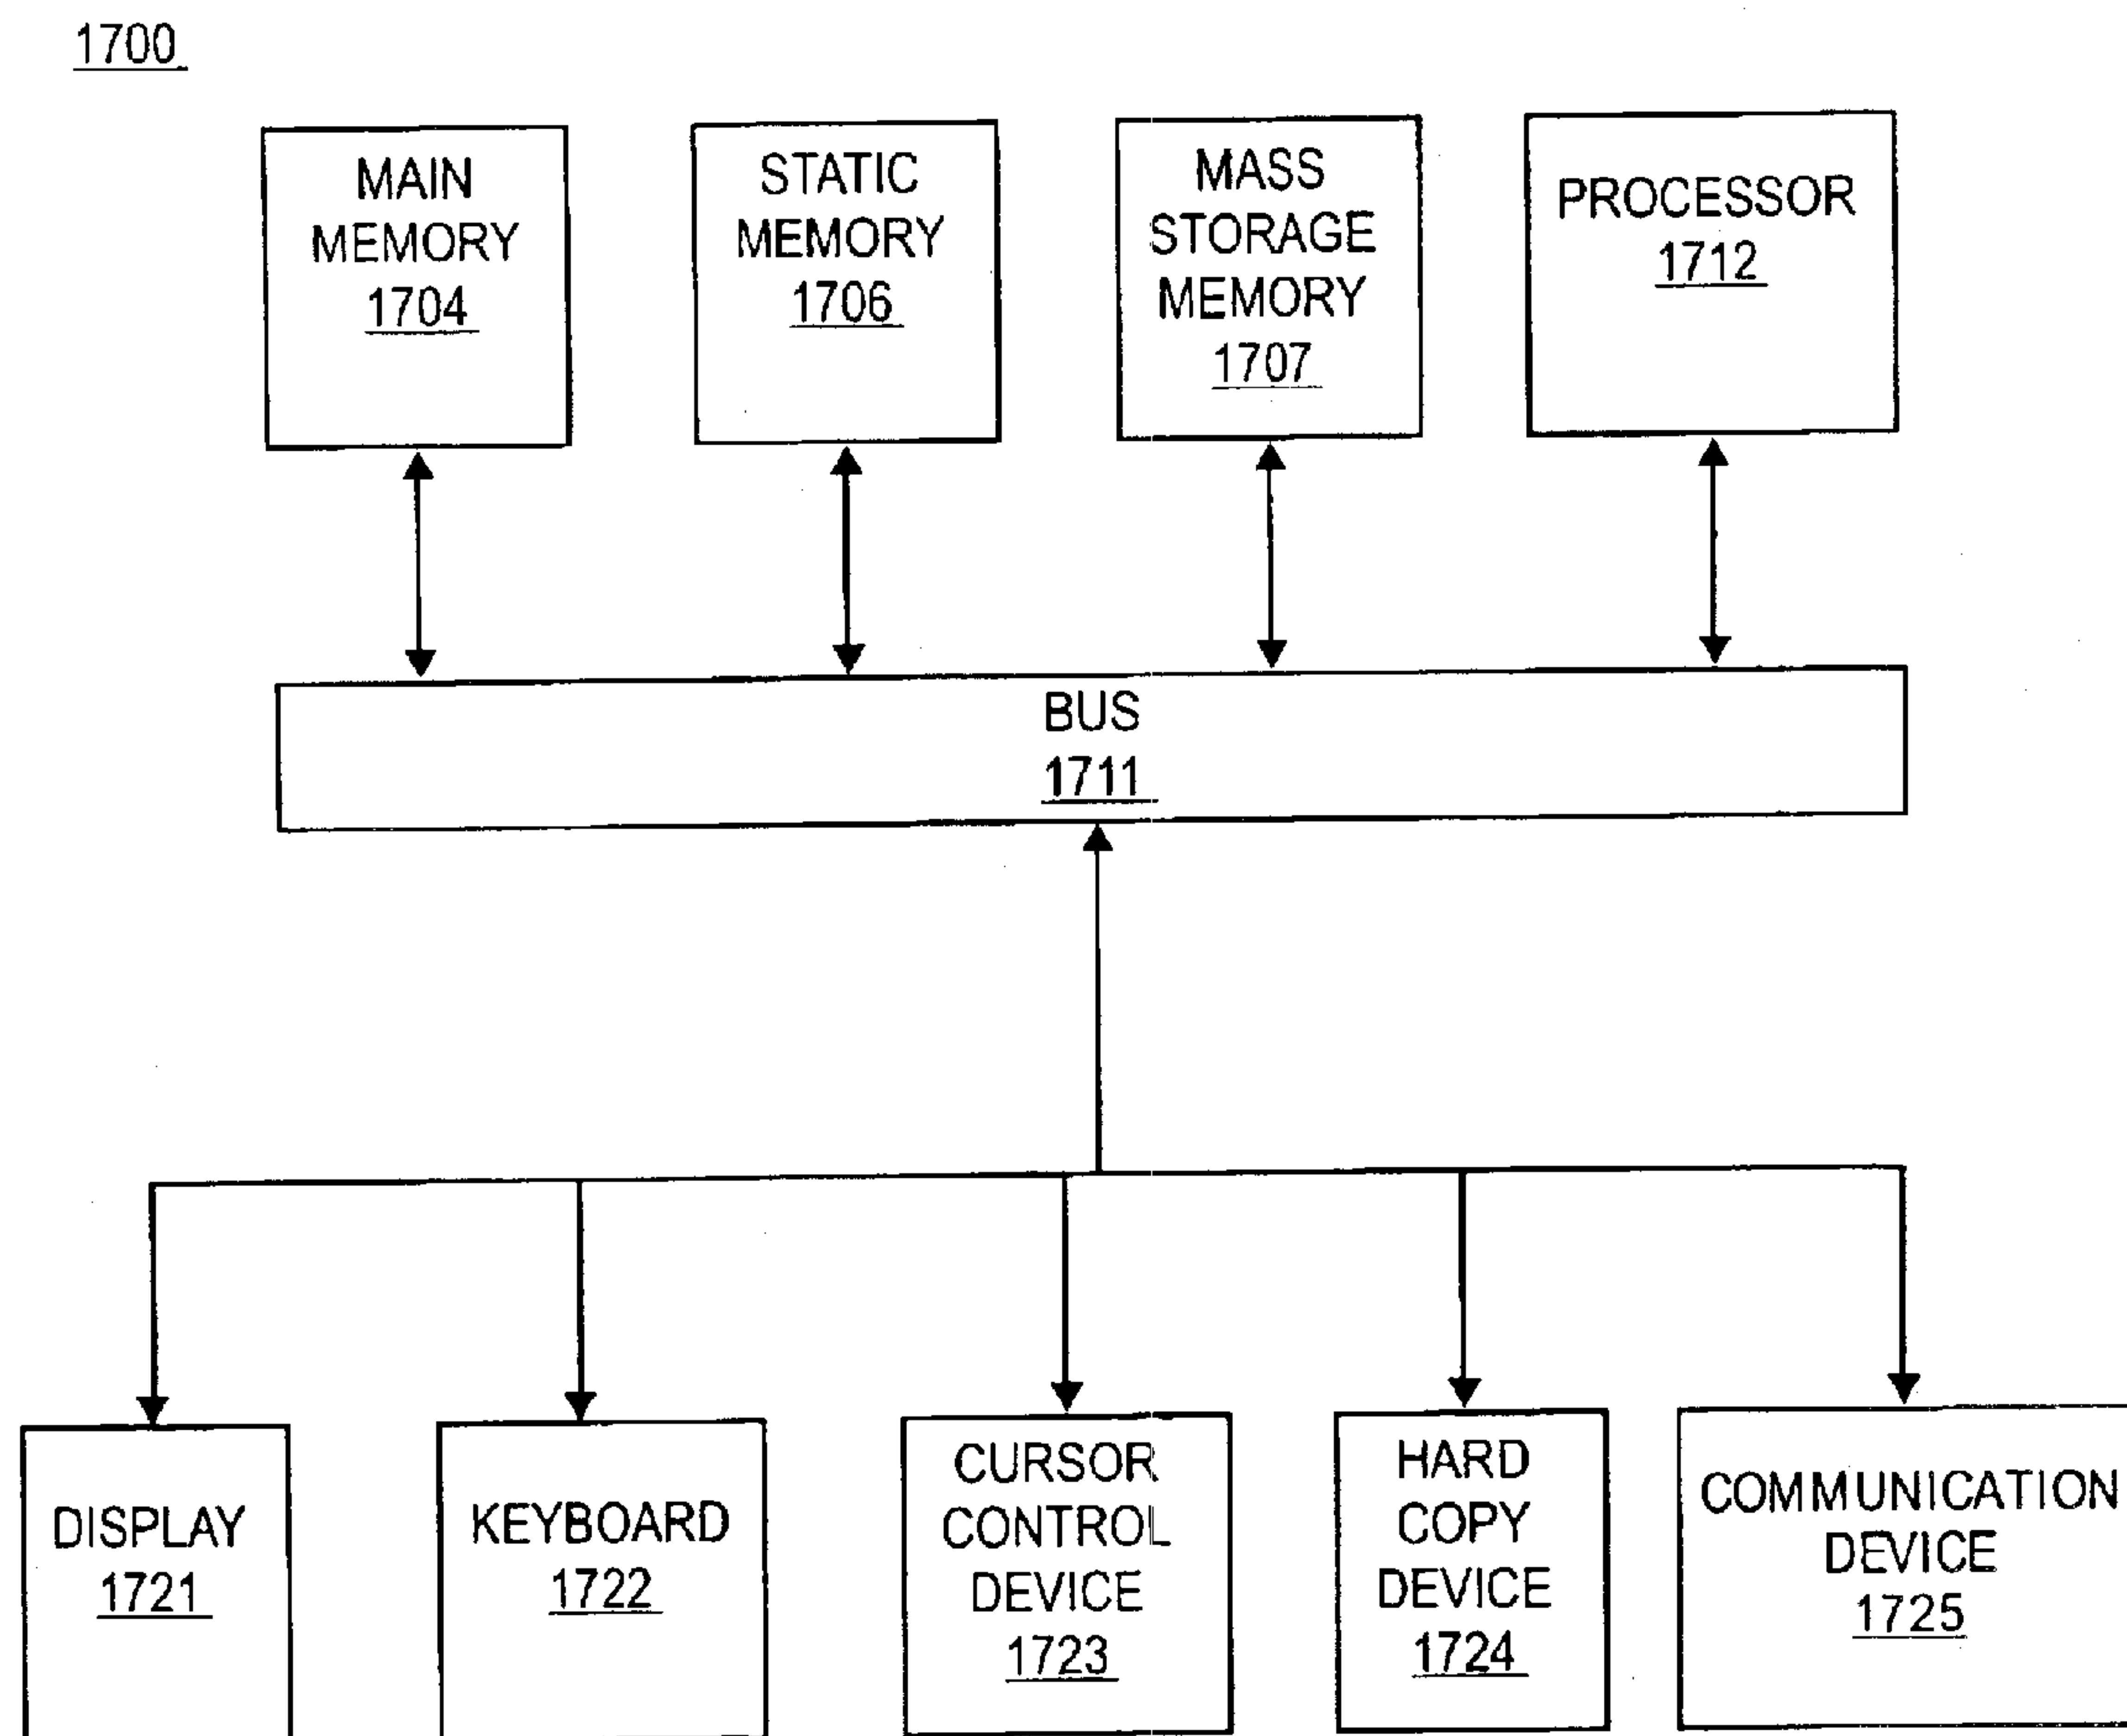 1700
MAIN
MEMORY
1704
STATIC
MEMORY
1706
MASS
STORAGE
MEMORY
1707
PROCESSOR
1712
BUS
1711
DISPLAY
1721
KEYBOARD
1722
CURSOR
CONTROL
DEVICE
1723
HARD
COPY
DEVICE
1724
COMMUNICATION
DEVICE
1725